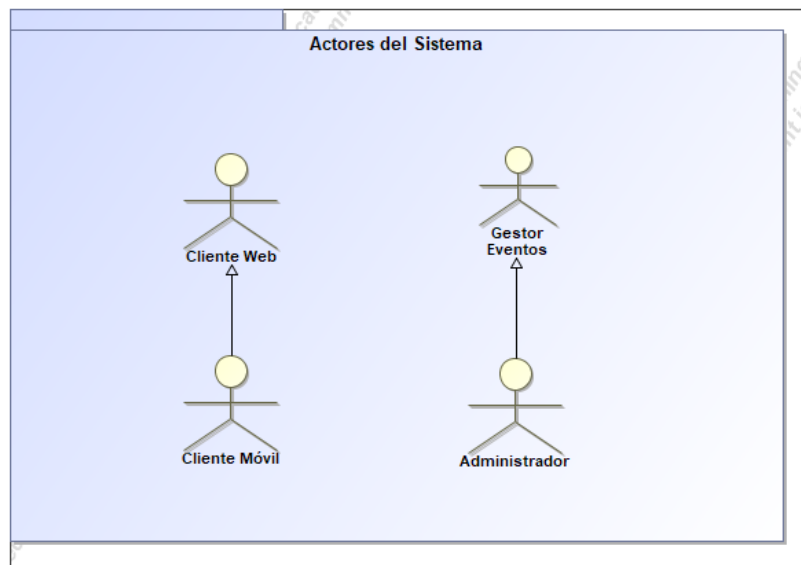 Actores del Sistema
Cliente Web
Gestor
Eventos
Cliente Móvil
Administrador